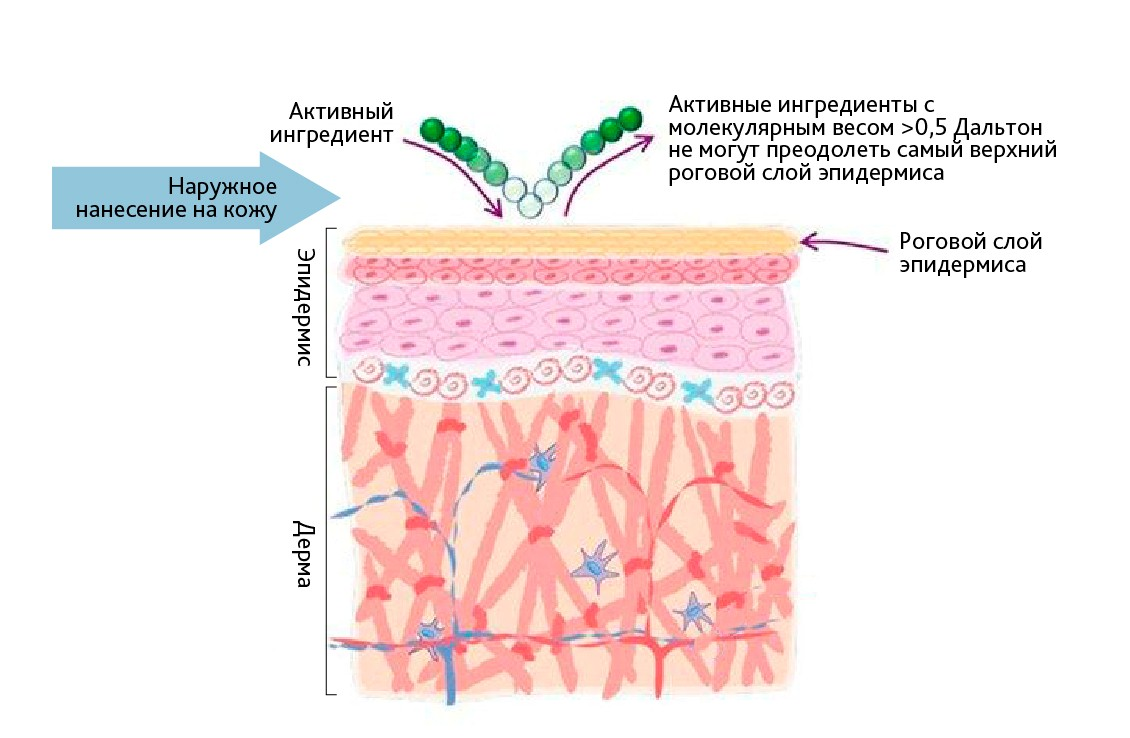 Активный
ингредиент
Активные ингредиенты с
молекулярным весом >0,5 Дальтон
не могут преодолеть самый верхний
роговой слой эпидермиса
Наружное
нанесение на кожу
Роговой слой
эпидермиса
Эпидермис
Дерма